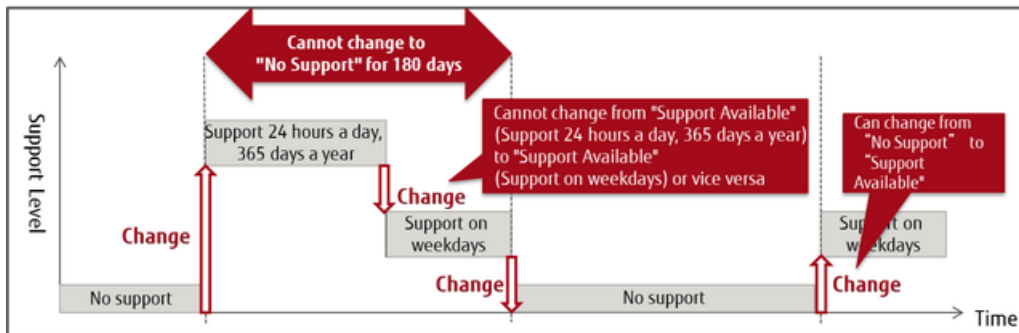 Cannot change to
"No Support" for 180 days
Support Level
Support 24 hours a day,
365 days a year
Cannot change from "Support Available"
(Support 24 hours a day, 365 days a year)
to "Support Available"
(Support on weekdays) or vice versa
Can change from
"No Support" to
"Support
Available"
Change
Change
Support on
weekdays
Support on
weekdays
No support
Change
No support
Change
Time